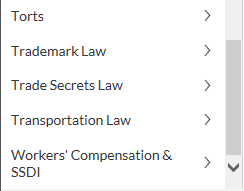 Torts
Trademark Law
Trade Secrets Law
Transportation Law
Workers' Compensation &
SSDI